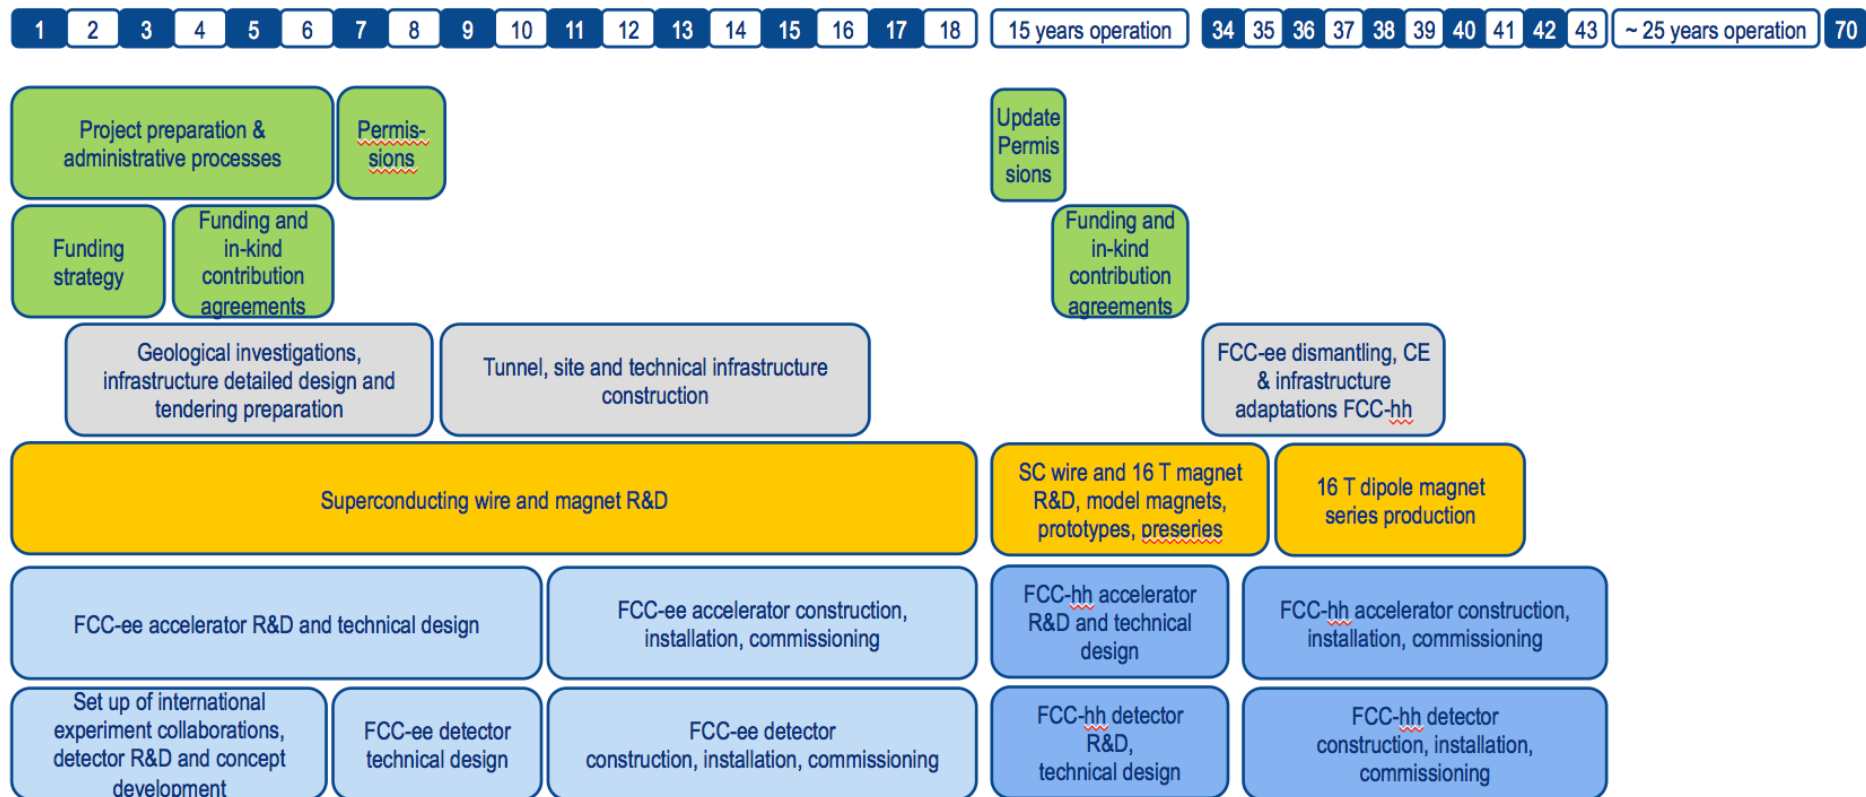 1 2 3 4 5 6 7 8 9 10 11 12 13 14 15 16 17 18 15 years operation 34 35 36 37 38 39 40 41 42 43 ~ 25 years operation 70
Project preparation &
administrative processes
Permis-
sions
Update
Permis
sions
Funding
strategy
Funding and
in-kind
contribution
agreements
Funding and
in-kind
contribution
agreements
Geological investigations,
infrastructure detailed design and
tendering preparation
Tunnel, site and technical infrastructure
construction
FCC-ee dismantling, CE
& infrastructure
adaptations FCC-hh
Superconducting wire and magnet R&D
SC wire and 16 T magnet
R&D, model magnets,
prototypes, preseries
16 T dipole magnet
series production
FCC-ee accelerator R&D and technical design
FCC-ee accelerator construction,
installation, commissioning
FCC-hh accelerator
R&D and technical
design
FCC-hh accelerator construction,
installation, commissioning
Set up of international
experiment collaborations,
detector R&D and concept
development
FCC-ee detector
technical design
FCC-ee detector
construction, installation, commissioning
FCC-hh detector
R&D,
technical design
FCC-hh detector
construction, installation,
commissioning